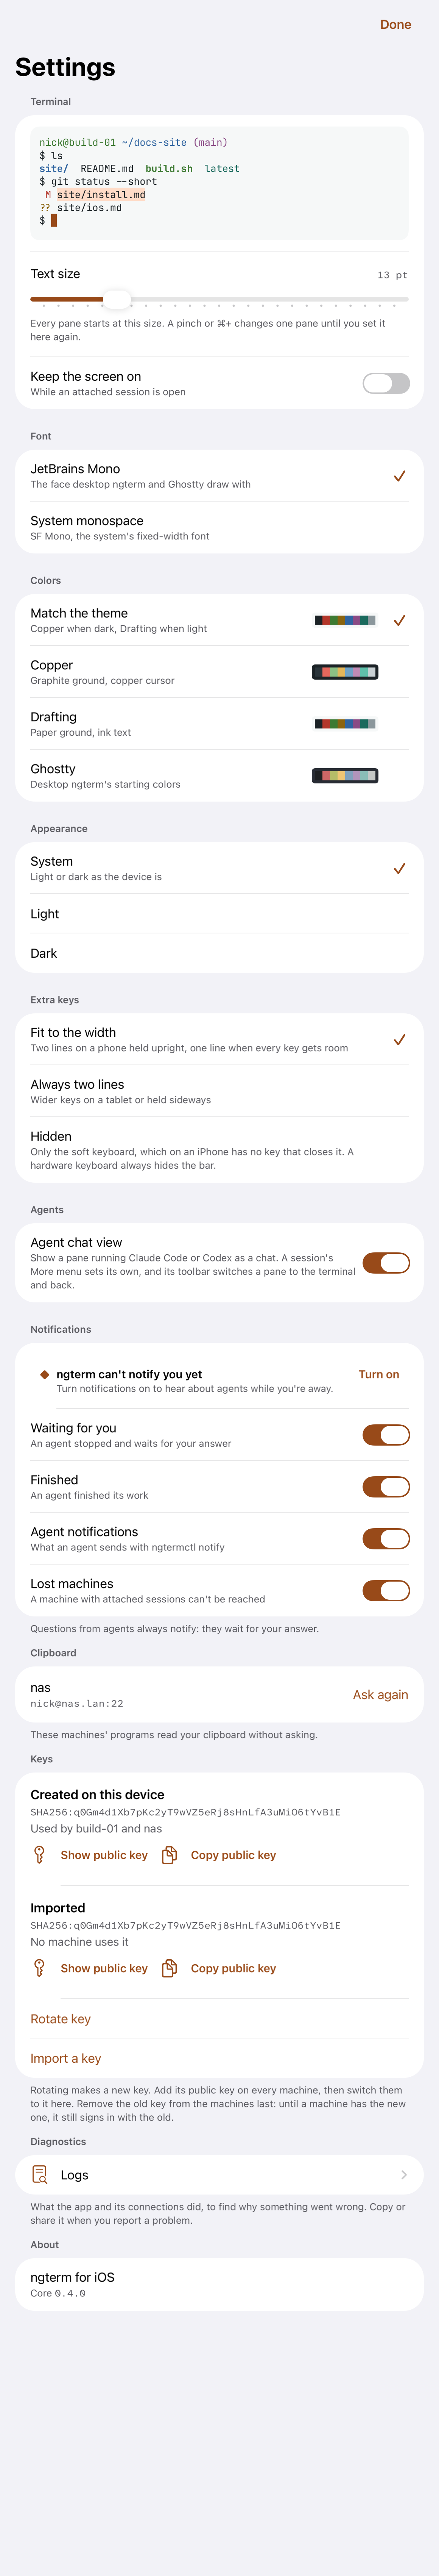 Done
Settings
Terminal
nick@build-01 ~/docs-site (main)
$ ls
site/  README.md  build.sh  latest
$ git status --short
 M site/install.md
?? site/ios.md
$
Text size
13 pt
Every pane starts at this size. A pinch or ⌘+ changes one pane until you set it
here again.
Keep the screen on
While an attached session is open
Font
JetBrains Mono
The face desktop ngterm and Ghostty draw with
System monospace
SF Mono, the system's fixed-width font
Colors
Match the theme
Copper when dark, Drafting when light
Copper
Graphite ground, copper cursor
Drafting
Paper ground, ink text
Ghostty
Desktop ngterm's starting colors
Appearance
System
Light or dark as the device is
Light
Dark
Extra keys
Fit to the width
Two lines on a phone held upright, one line when every key gets room
Always two lines
Wider keys on a tablet or held sideways
Hidden
Only the soft keyboard, which on an iPhone has no key that closes it. A
hardware keyboard always hides the bar.
Agents
Agent chat view
Show a pane running Claude Code or Codex as a chat. A session's
More menu sets its own, and its toolbar switches a pane to the terminal
and back.
Notifications
ngterm can't notify you yet
Turn on
Turn notifications on to hear about agents while you're away.
Waiting for you
An agent stopped and waits for your answer
Finished
An agent finished its work
Agent notifications
What an agent sends with ngtermctl notify
Lost machines
A machine with attached sessions can't be reached
Questions from agents always notify: they wait for your answer.
Clipboard
nas
nick@nas.lan:22
Ask again
These machines' programs read your clipboard without asking.
Keys
Created on this device
SHA256:q0Gm4d1Xb7pKc2yT9wVZ5eRj8sHnLfA3uMiO6tYvB1E
Used by build-01 and nas
Show public key
Copy public key
Imported
SHA256:q0Gm4d1Xb7pKc2yT9wVZ5eRj8sHnLfA3uMiO6tYvB1E
No machine uses it
Show public key
Copy public key
Rotate key
Import a key
Rotating makes a new key. Add its public key on every machine, then switch them
to it here. Remove the old key from the machines last: until a machine has the new
one, it still signs in with the old.
Diagnostics
Logs
What the app and its connections did, to find why something went wrong. Copy or
share it when you report a problem.
About
ngterm for iOS
Core 0.4.0